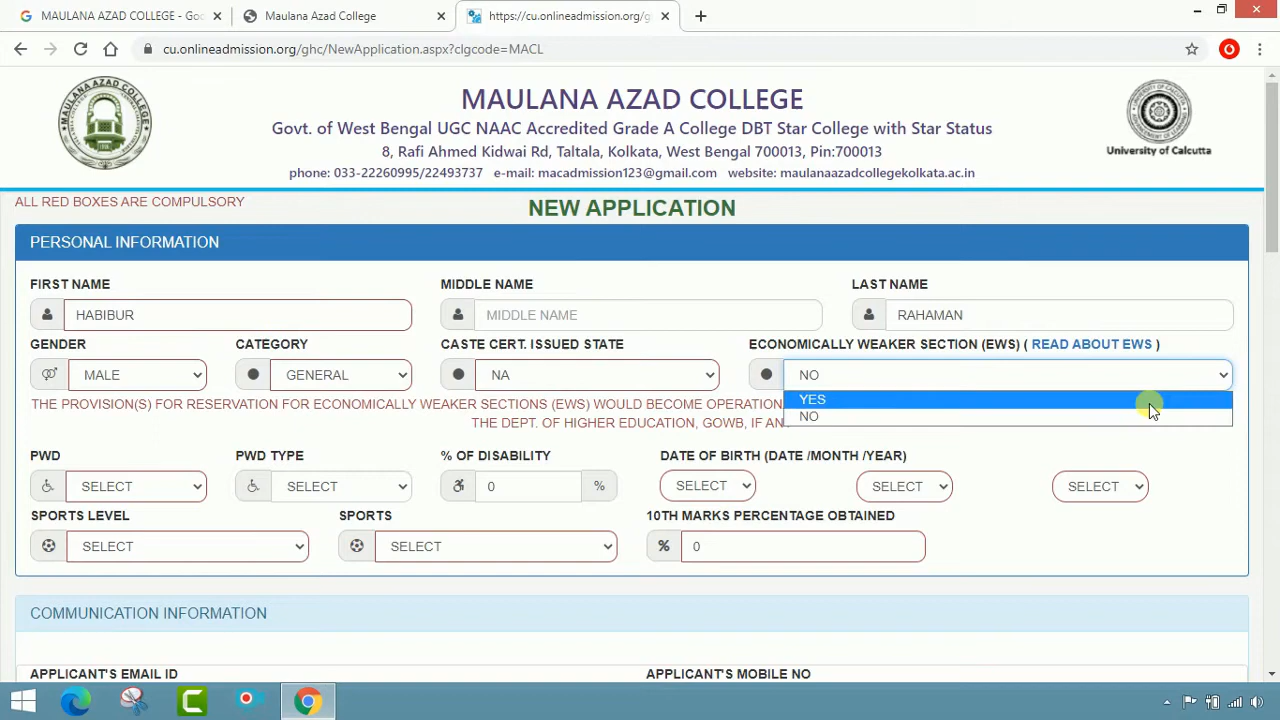 MAULANA AZAD COLLEGE - Goo
Maulana Azad College
https://cu.onlineadmission.org/g
cu.onlineadmission.org/ghc/NewApplication.aspx?clgcode=MACL
MAULANA AZAD COLLEGE
Govt. of West Bengal UGC NAAC Accredited Grade A College DBT Star College with Star Status
8, Rafi Ahmed Kidwai Rd, Taltala, Kolkata, West Bengal 700013, Pin:700013
phone: 033-22260995/22493737 e-mail: macadmission123@gmail.com website: maulanaazadcollegekolkata.ac.in
University of Calcutta
ALL RED BOXES ARE COMPULSORY
NEW APPLICATION
PERSONAL INFORMATION
FIRST NAME MIDDLE NAME LAST NAME
HABIBUR MIDDLE NAME RAHAMAN
GENDER CATEGORY CASTE CERT. ISSUED STATE ECONOMICALLY WEAKER SECTION (EWS) ( READ ABOUT EWS )
MALE GENERAL NA NO
YES
NO
THE PROVISION(S) FOR RESERVATION FOR ECONOMICALLY WEAKER SECTIONS (EWS) WOULD BECOME OPERATION
THE DEPT. OF HIGHER EDUCATION, GOWB, IF AN
PWD PWD TYPE % OF DISABILITY DATE OF BIRTH (DATE /MONTH /YEAR)
SELECT SELECT 0 % SELECT SELECT SELECT
SPORTS LEVEL SPORTS 10TH MARKS PERCENTAGE OBTAINED
SELECT SELECT % 0
COMMUNICATION INFORMATION
APPLICANT'S EMAIL ID APPLICANT'S MOBILE NO